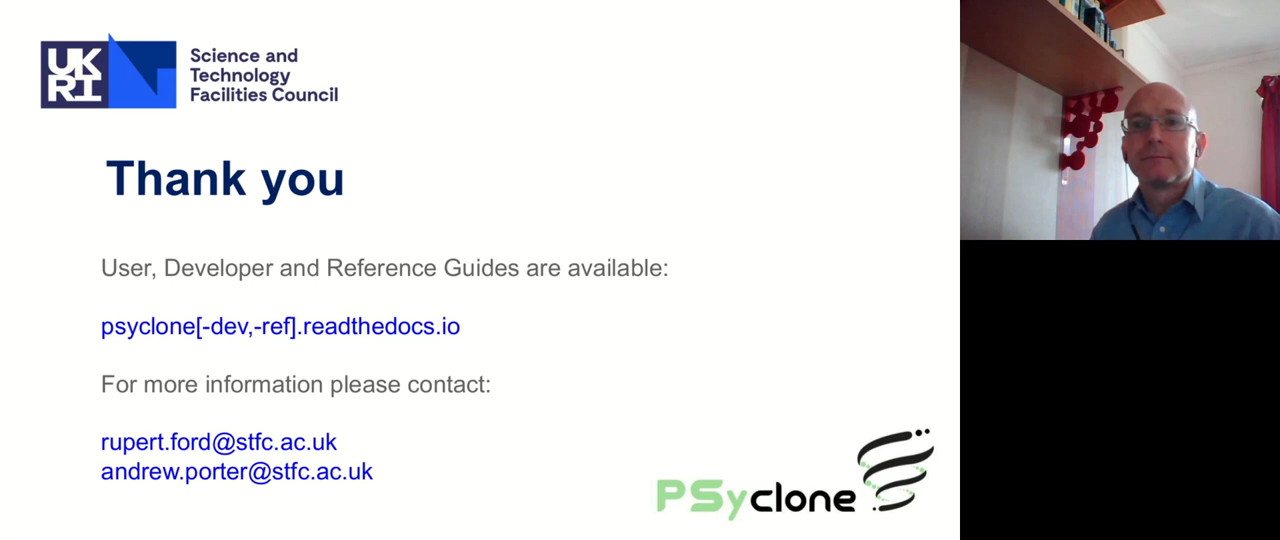 UK
RI
Science and
Technology
Facilities Council
Thank you
User, Developer and Reference Guides are available:
psyclone[-dev,-ref].readthedocs.io
For more information please contact:
rupert.ford@stfc.ac.uk
andrew.porter@stfc.ac.uk
PSyclone